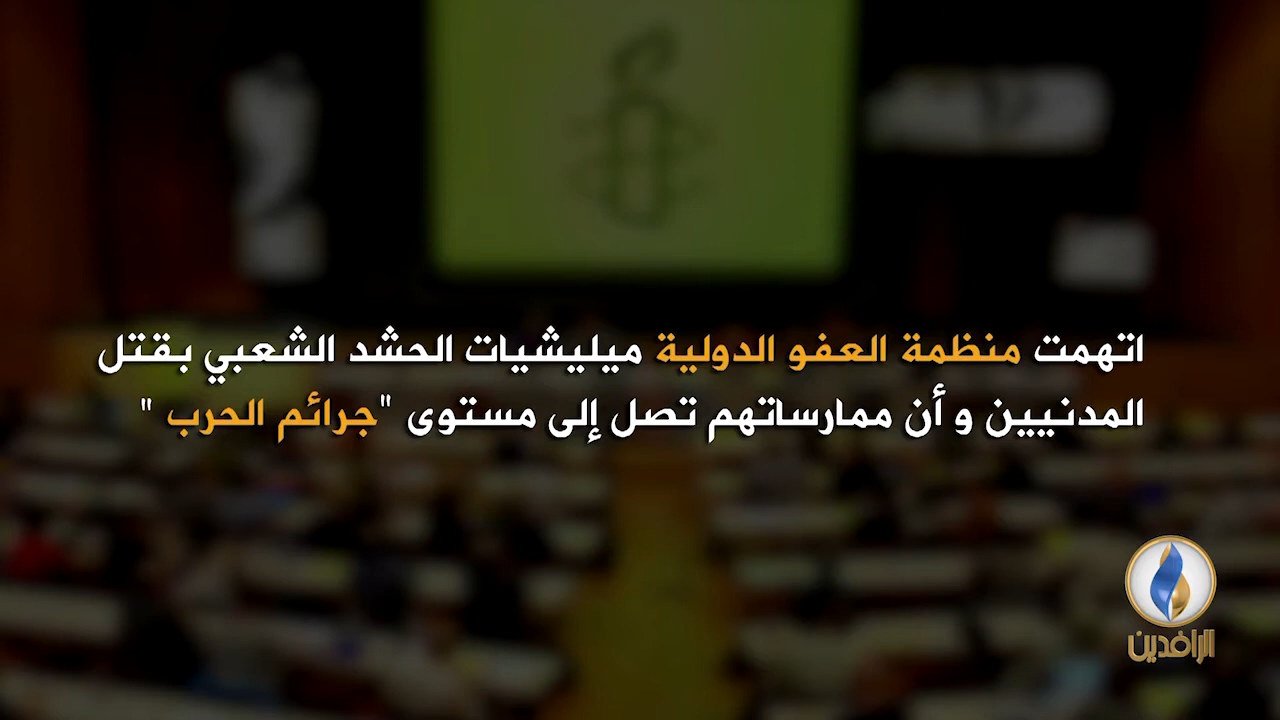 اتهمت منظمة العفو الدولية ميليشيات الحشد الشعبي بقتل
المدنيين و أن ممارساتهم تصل إلى مستوى "جرائم الحرب "
الرافدين